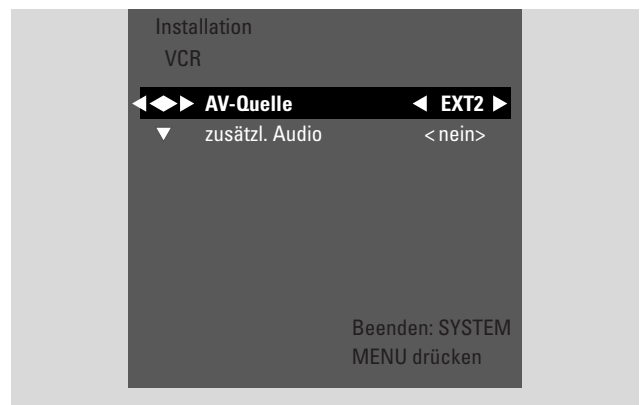 Installation
VCR
AV-Quelle ◀ EXT2 ▶
zusätzl. Audio <nein>
Beenden: SYSTEM
MENU drücken